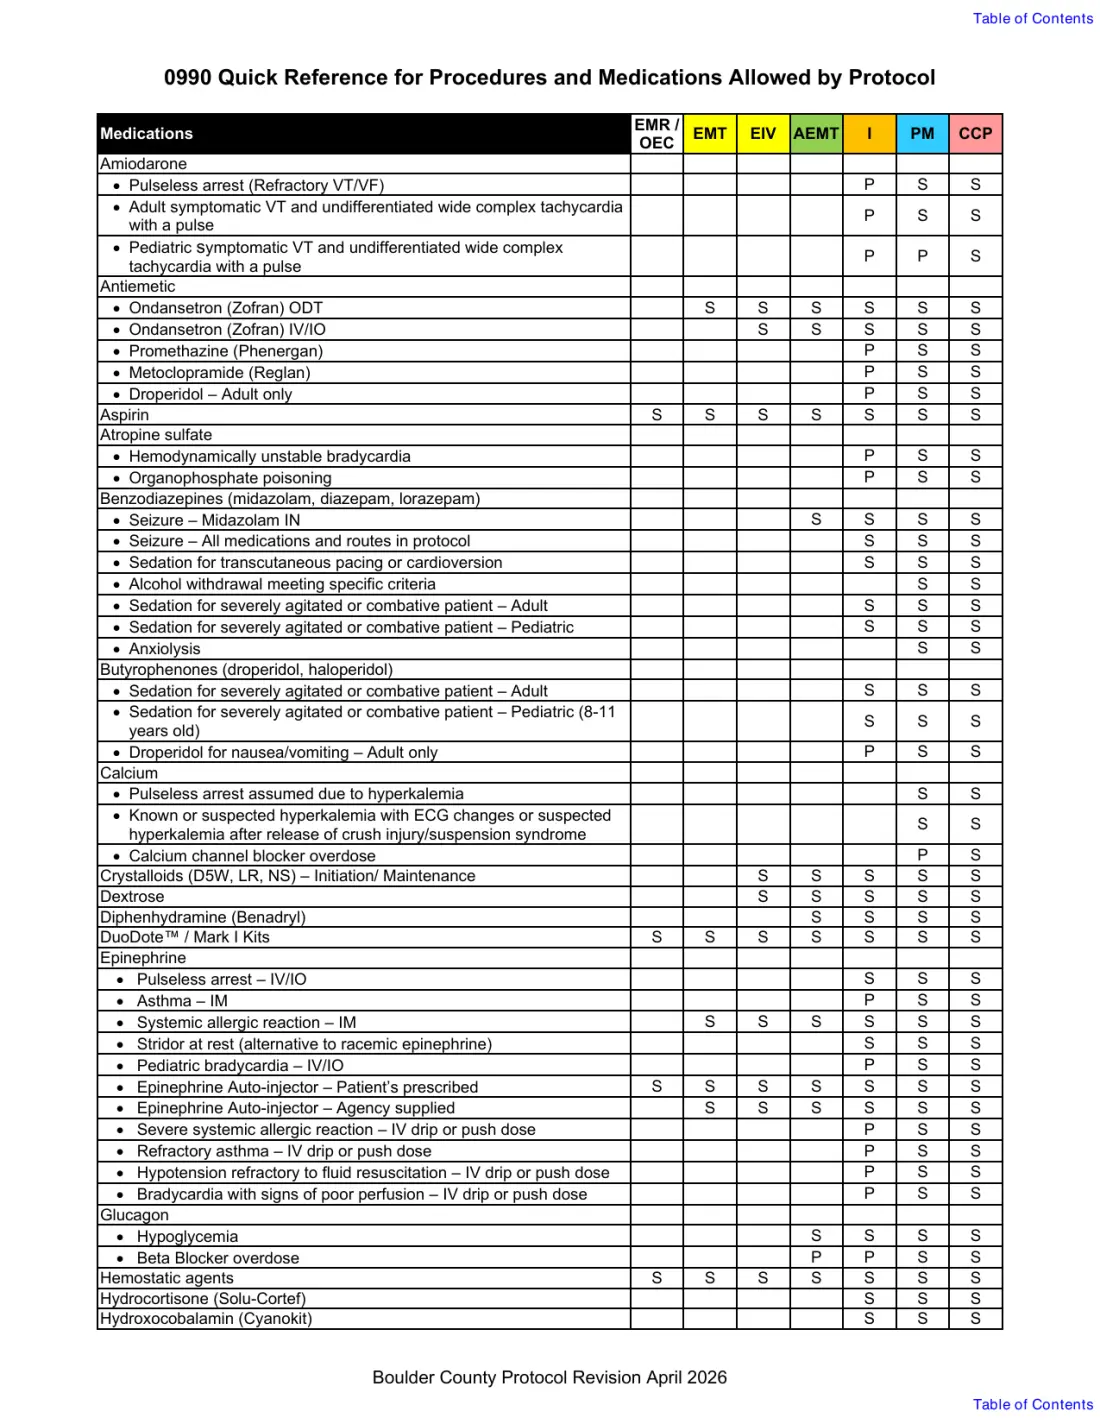 Table of Contents
0990 Quick Reference for Procedures and Medications Allowed by Protocol
Medications EMR / OEC EMT EIV AEMT I PM CCP
Amiodarone
• Pulseless arrest (Refractory VT/VF) P S S
• Adult symptomatic VT and undifferentiated wide complex tachycardia
with a pulse P S S
• Pediatric symptomatic VT and undifferentiated wide complex
tachycardia with a pulse P P S
Antiemetic
• Ondansetron (Zofran) ODT S S S S S S
• Ondansetron (Zofran) IV/IO S S S S S
• Promethazine (Phenergan) P S S
• Metoclopramide (Reglan) P S S
• Droperidol – Adult only P S S
Aspirin S S S S S S S
Atropine sulfate
• Hemodynamically unstable bradycardia P S S
• Organophosphate poisoning P S S
Benzodiazepines (midazolam, diazepam, lorazepam)
• Seizure – Midazolam IN S S S S
• Seizure – All medications and routes in protocol S S S
• Sedation for transcutaneous pacing or cardioversion S S S
• Alcohol withdrawal meeting specific criteria S S
• Sedation for severely agitated or combative patient – Adult S S S
• Sedation for severely agitated or combative patient – Pediatric S S S
• Anxiolysis S S
Butyrophenones (droperidol, haloperidol)
• Sedation for severely agitated or combative patient – Adult S S S
• Sedation for severely agitated or combative patient – Pediatric (8-11
years old) S S S
• Droperidol for nausea/vomiting – Adult only P S S
Calcium
• Pulseless arrest assumed due to hyperkalemia S S
• Known or suspected hyperkalemia with ECG changes or suspected
hyperkalemia after release of crush injury/suspension syndrome S S
• Calcium channel blocker overdose P S
Crystalloids (D5W, LR, NS) – Initiation/ Maintenance S S S S S
Dextrose S S S S S
Diphenhydramine (Benadryl) S S S S
DuoDote™ / Mark I Kits S S S S S S S
Epinephrine
• Pulseless arrest – IV/IO S S S
• Asthma – IM P S S
• Systemic allergic reaction – IM S S S S S S
• Stridor at rest (alternative to racemic epinephrine) S S S
• Pediatric bradycardia – IV/IO P S S
• Epinephrine Auto-injector – Patient’s prescribed S S S S S S S
• Epinephrine Auto-injector – Agency supplied S S S S S S
• Severe systemic allergic reaction – IV drip or push dose P S S
• Refractory asthma – IV drip or push dose P S S
• Hypotension refractory to fluid resuscitation – IV drip or push dose P S S
• Bradycardia with signs of poor perfusion – IV drip or push dose P S S
Glucagon
• Hypoglycemia S S S S
• Beta Blocker overdose P P S S
Hemostatic agents S S S S S S S
Hydrocortisone (Solu-Cortef) S S S
Hydroxocobalamin (Cyanokit) S S S
Boulder County Protocol Revision April 2026
Table of Contents